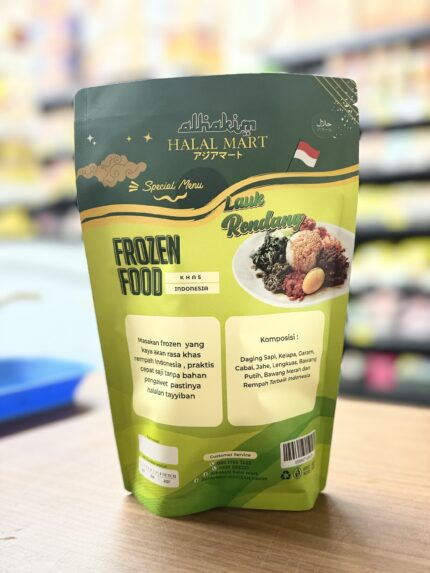 alhakim
HALAL MART
アジアマート
حلال
Special Menu
Lauk
Rendang
FROZEN
FOOD
KHAS
INDONESIA
Masakan frozen yang
kaya akan rasa khas
rempah Indonesia , praktis
cepat saji tanpa bahan
pengawet pastinya
halalan tayyiban
Komposisi :
Daging Sapi, Kelapa, Garam,
Cabai, Jahe, Lengkuas, Bawang
Putih, Bawang Merah dan
Rempah Terbaik Indonesia
Customer Service